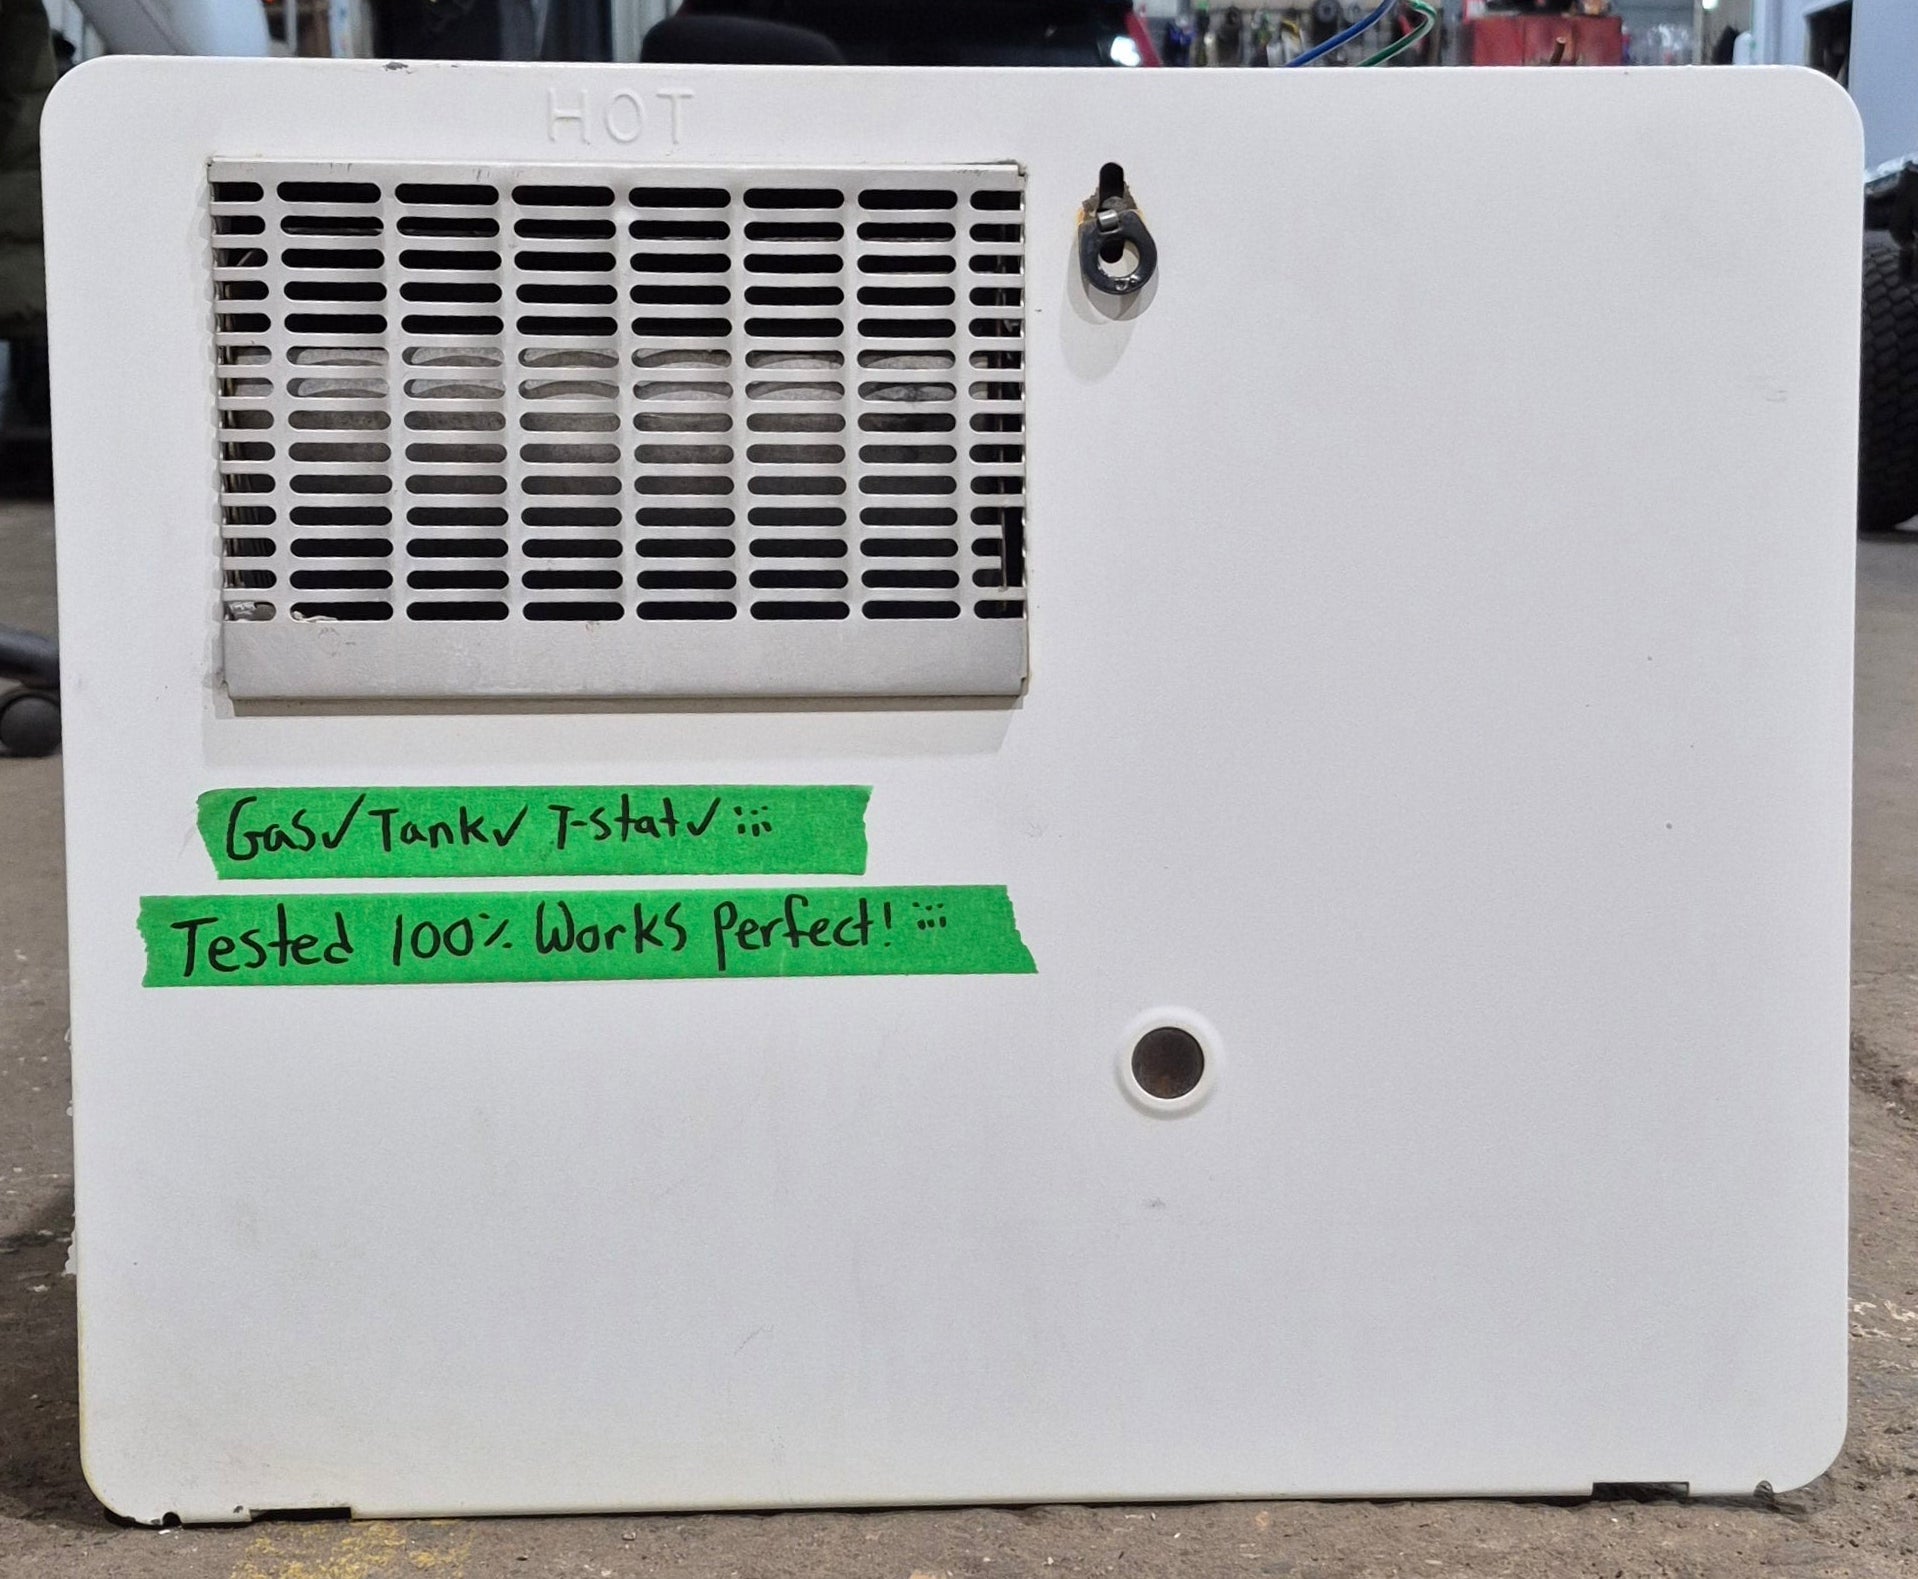 HOT
Gas✓ Tank✓ T-stat✓ :::
Tested 100% Works Perfect! :::